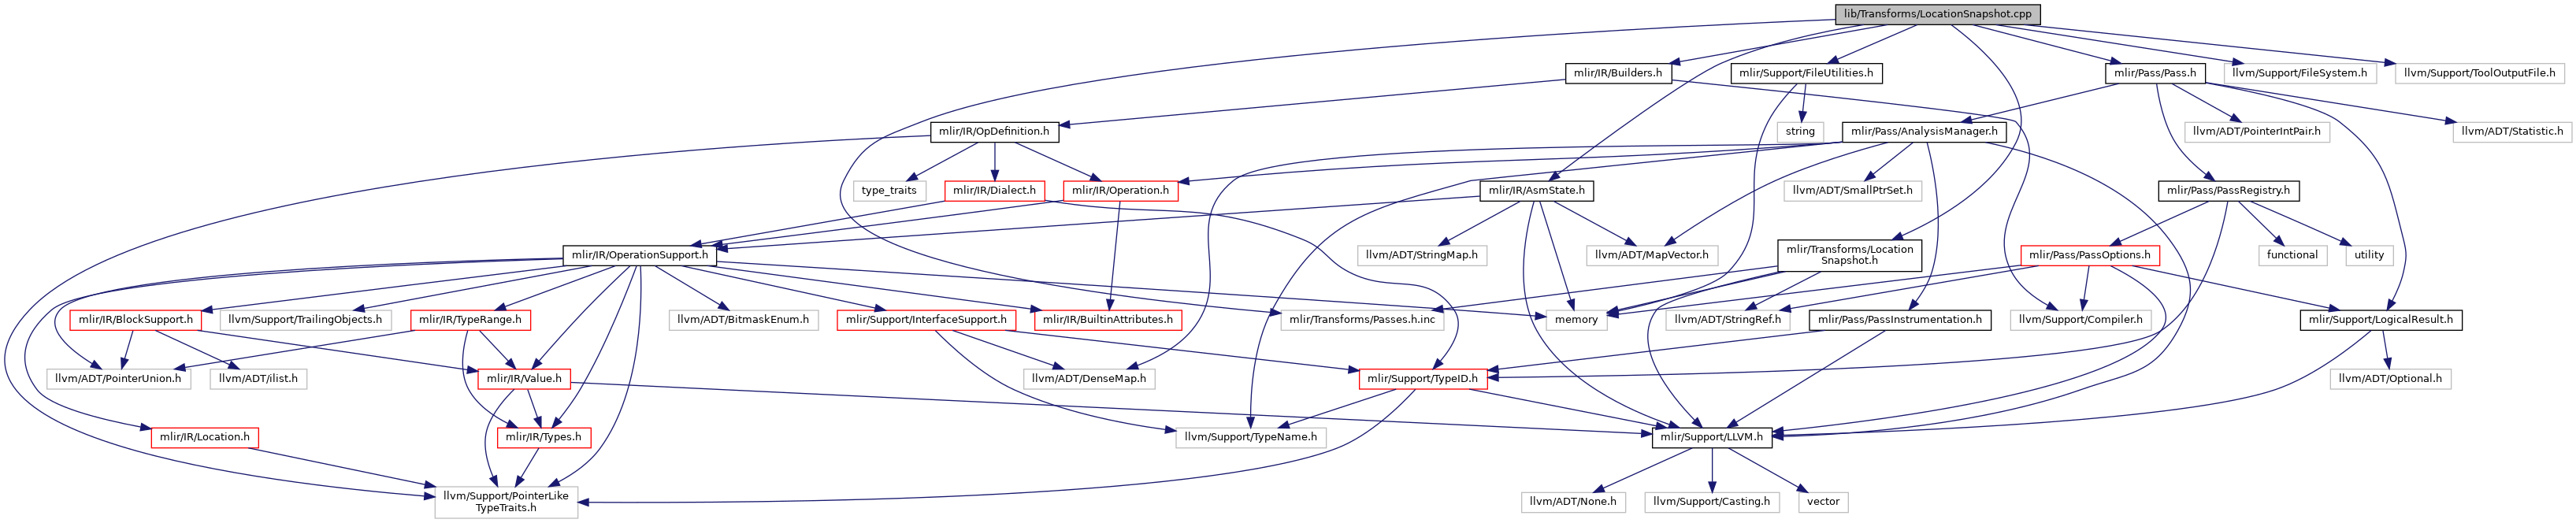 lib/Transforms/LocationSnapshot.cpp
mlir/IR/Builders.h
mlir/Support/FileUtilities.h
mlir/Pass/Pass.h
llvm/Support/FileSystem.h
llvm/Support/ToolOutputFile.h
mlir/IR/OpDefinition.h
string
mlir/Pass/AnalysisManager.h
llvm/ADT/PointerIntPair.h
llvm/ADT/Statistic.h
type_traits
mlir/IR/Dialect.h
mlir/IR/Operation.h
mlir/IR/AsmState.h
llvm/ADT/SmallPtrSet.h
mlir/Pass/PassRegistry.h
mlir/IR/OperationSupport.h
llvm/ADT/StringMap.h
llvm/ADT/MapVector.h
mlir/Transforms/Location
Snapshot.h
mlir/Pass/PassOptions.h
functional
utility
mlir/IR/BlockSupport.h
llvm/Support/TrailingObjects.h
mlir/IR/TypeRange.h
llvm/ADT/BitmaskEnum.h
mlir/Support/InterfaceSupport.h
mlir/IR/BuiltinAttributes.h
mlir/Transforms/Passes.h.inc
memory
llvm/ADT/StringRef.h
mlir/Pass/PassInstrumentation.h
llvm/Support/Compiler.h
mlir/Support/LogicalResult.h
llvm/ADT/PointerUnion.h
llvm/ADT/ilist.h
mlir/IR/Value.h
llvm/ADT/DenseMap.h
mlir/Support/TypeID.h
llvm/ADT/Optional.h
mlir/IR/Location.h
mlir/IR/Types.h
llvm/Support/TypeName.h
mlir/Support/LLVM.h
llvm/Support/PointerLike
TypeTraits.h
llvm/ADT/None.h
llvm/Support/Casting.h
vector